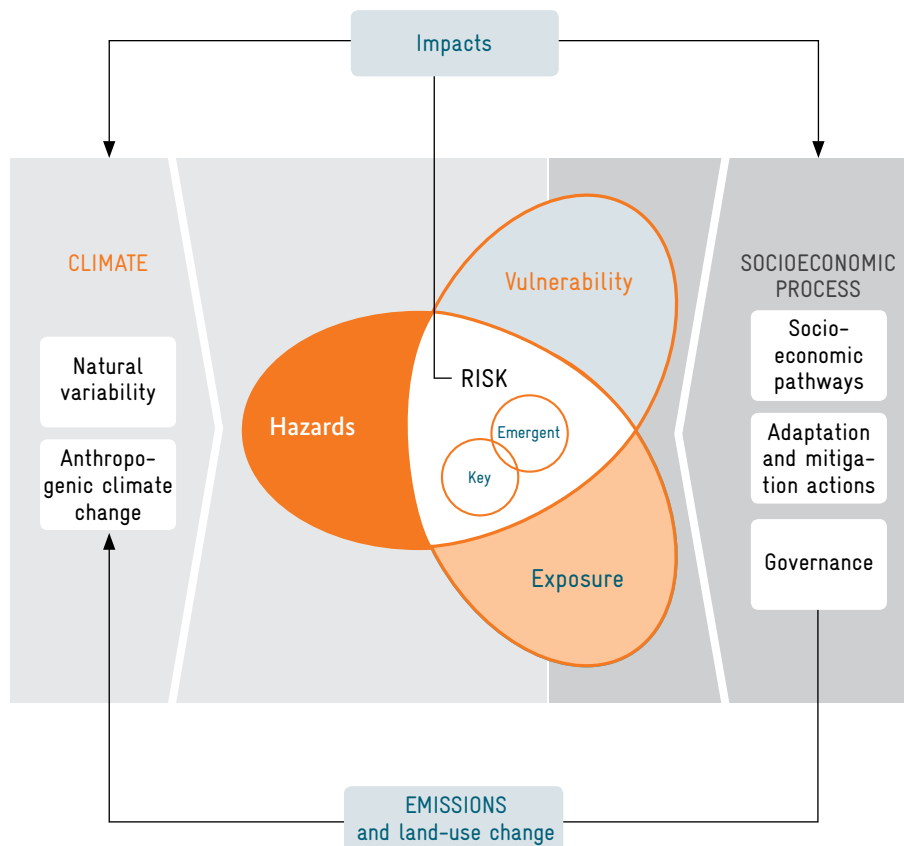 Impacts
CLIMATE
Natural
variability
Anthropo-
genic climate
change
Hazards
Vulnerability
RISK
Emergent
Key
Exposure
SOCIOECONOMIC
PROCESS
Socio-
economic
pathways
Adaptation
and mitiga-
tion actions
Governance
EMISSIONS
and land-use change